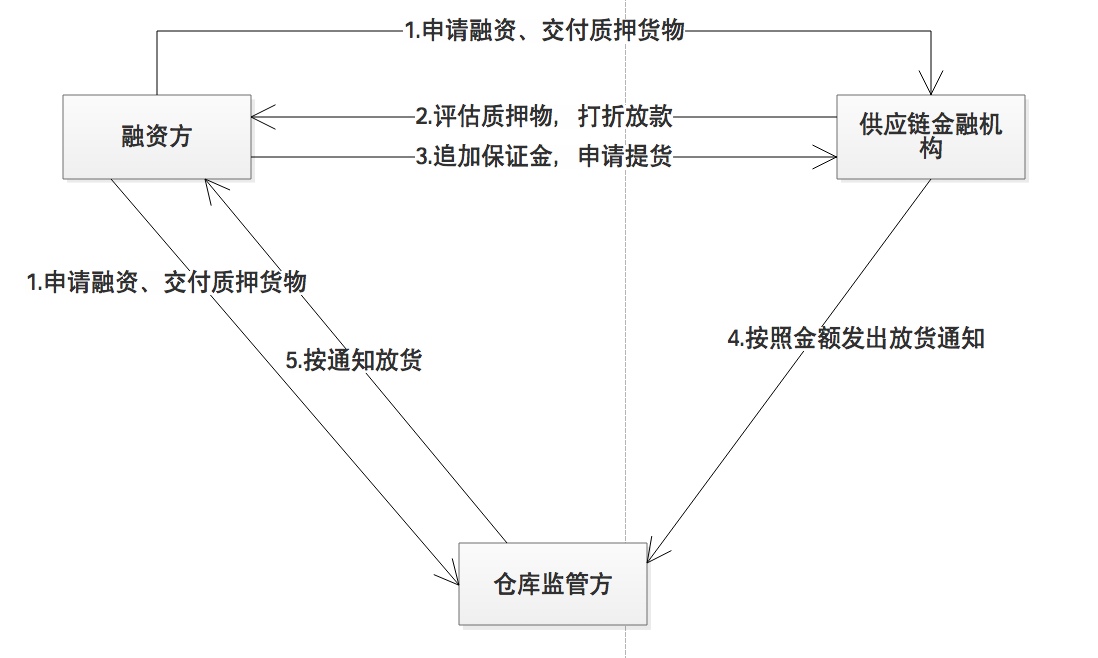 1.申请融资、交付质押货物
融资方
2.评估质押物，打折放款
供应链金融机
构
3.追加保证金，申请提货
1.申请融资、交付质押货物
4.按照金额发出放货通知
5.按通知放货
仓库监管方